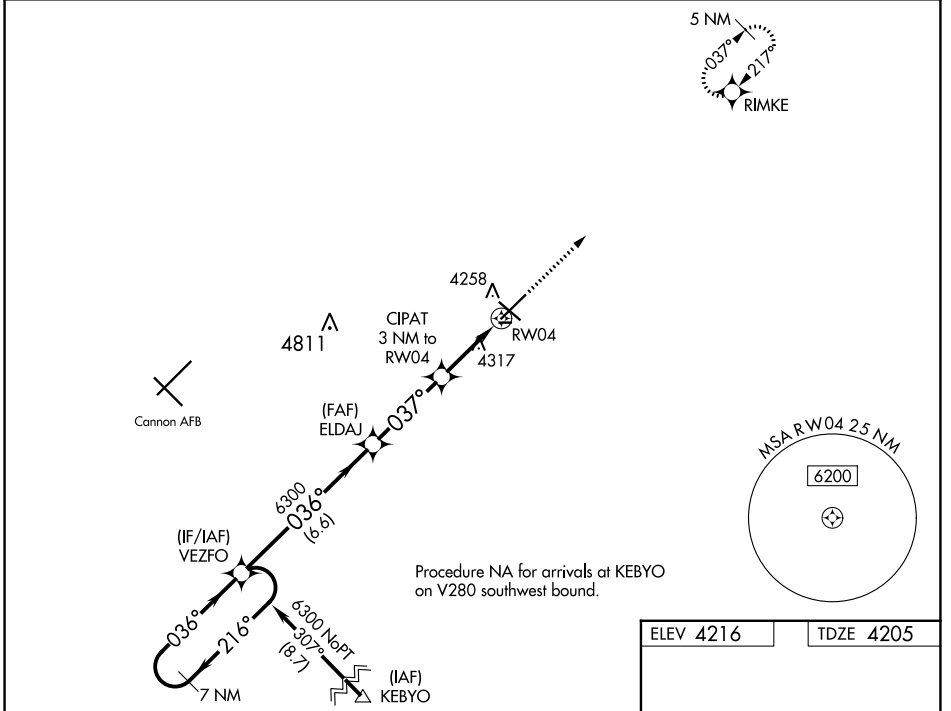 5 NM
037°
217°
RIMKE
4258
4811
CIPAT
3 NM to
RW04
RW04
4317
Cannon AFB
(FAF)
ELDAJ
037°
6300
036°
(6.6)
(IF/IAF)
VEZFO
MSA RW04 25 NM
6200
Procedure NA for arrivals at KEBYO
on V280 southwest bound.
036°
216°
7 NM
6300 NoPT
307°
(8.7)
(IAF)
KEBYO
ELEV 4216
TDZE 4205